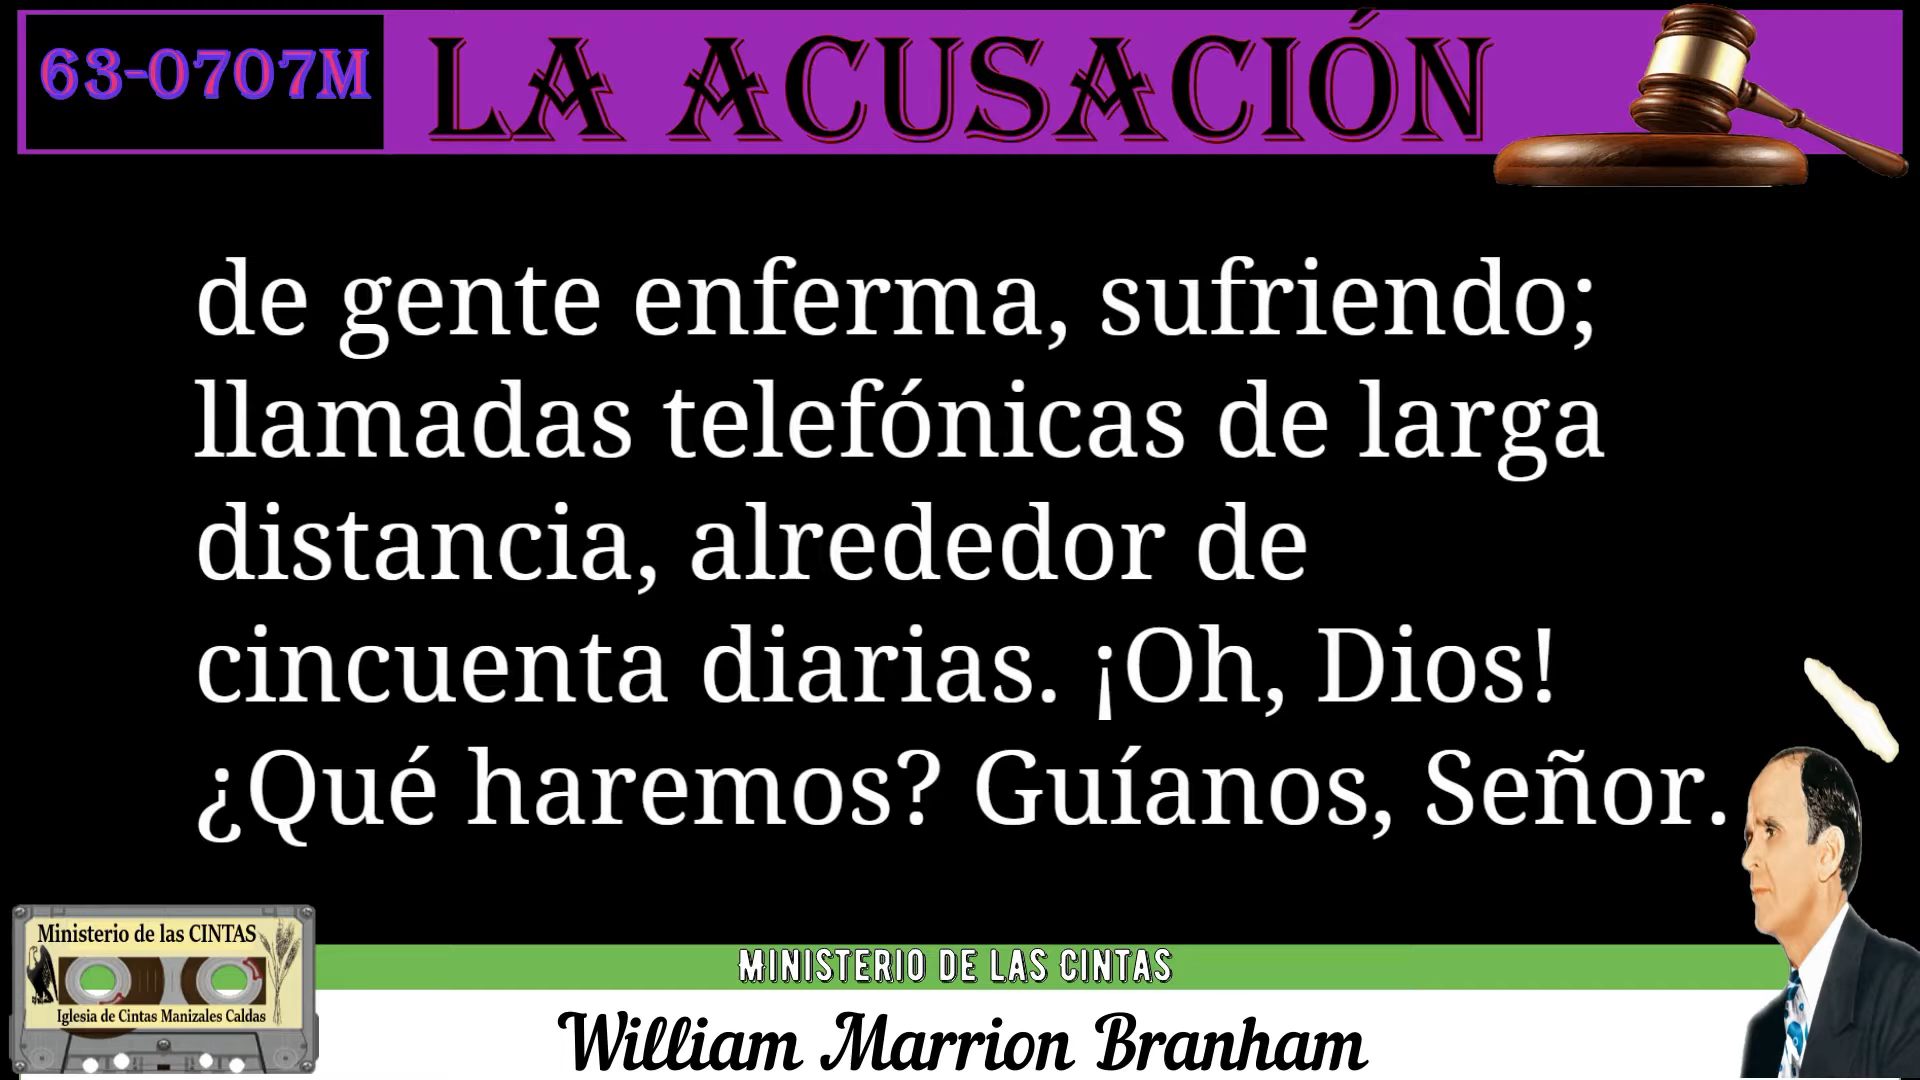 63-0707M
LA ACUSACIÓN
de gente enferma, sufriendo;
llamadas telefónicas de larga
distancia, alrededor de
cincuenta diarias. ¡Oh, Dios!
¿Qué haremos? Guíanos, Señor.
Ministerio de las CINTAS
Iglesia de Cintas Manizales Caldas
MINISTERIO DE LAS CINTAS
William Marrion Branham